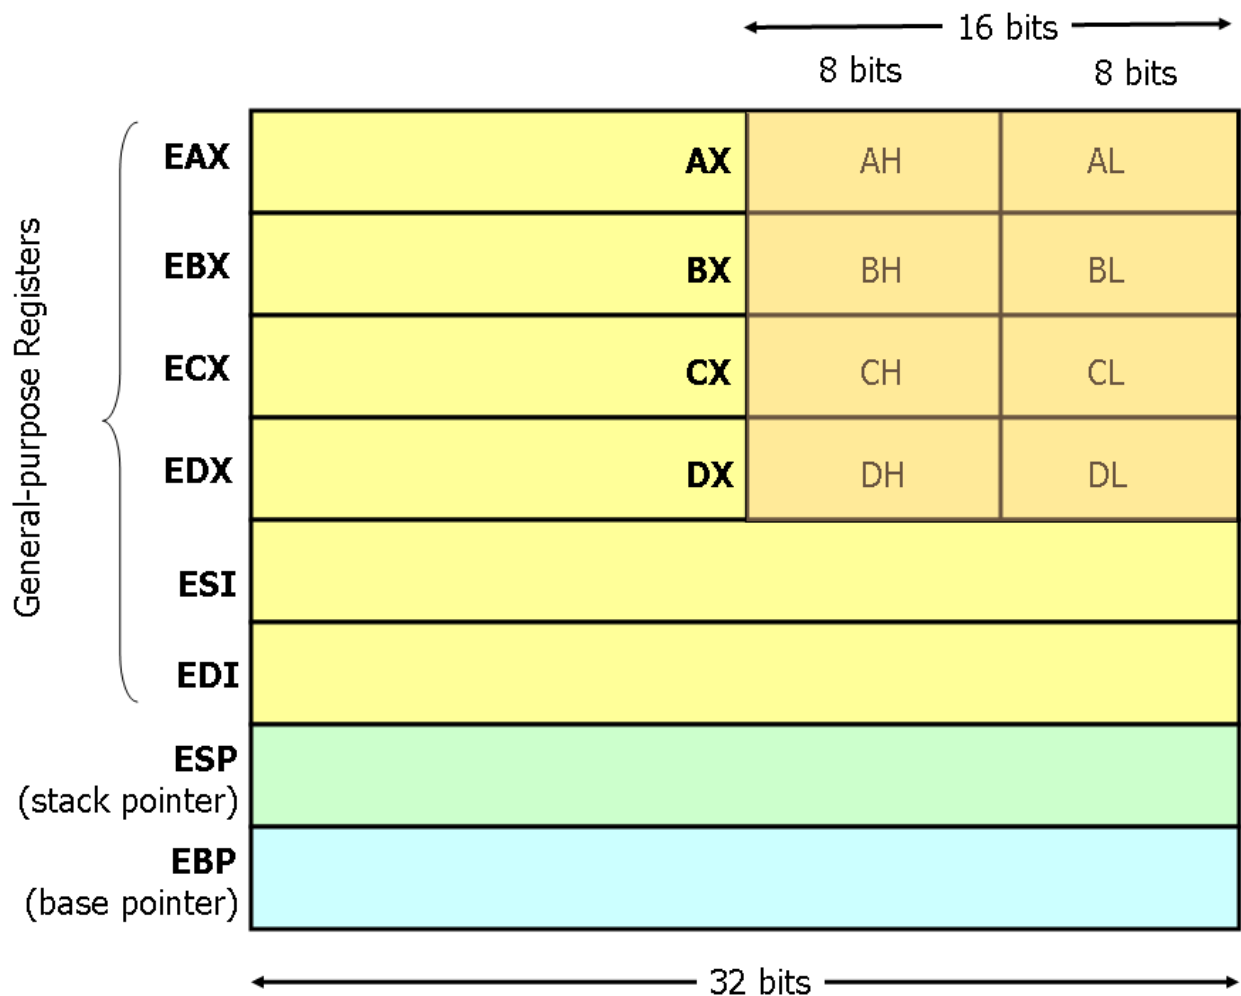 16 bits
8 bits 8 bits
General-purpose Registers
EAX AX AH AL
EBX BX BH BL
ECX CX CH CL
EDX DX DH DL
ESI
EDI
ESP
(stack pointer)
EBP
(base pointer)
32 bits